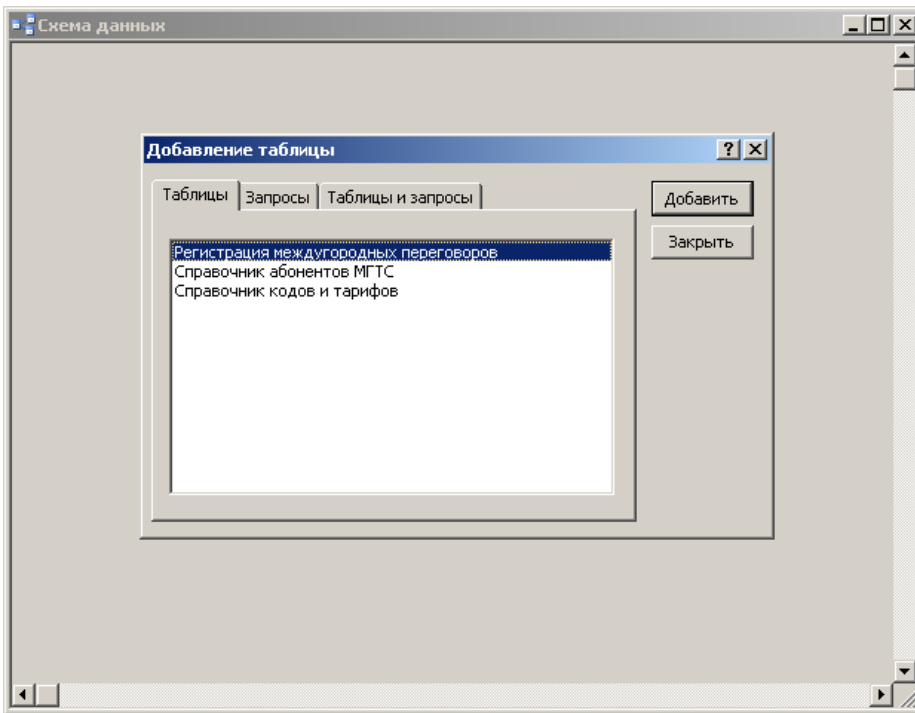 Схема данных
Добавление таблицы
Таблицы Запросы Таблицы и запросы
Добавить
Закрыть
Регистрация междугородных переговоров
Справочник абонентов МГТС
Справочник кодов и тарифов